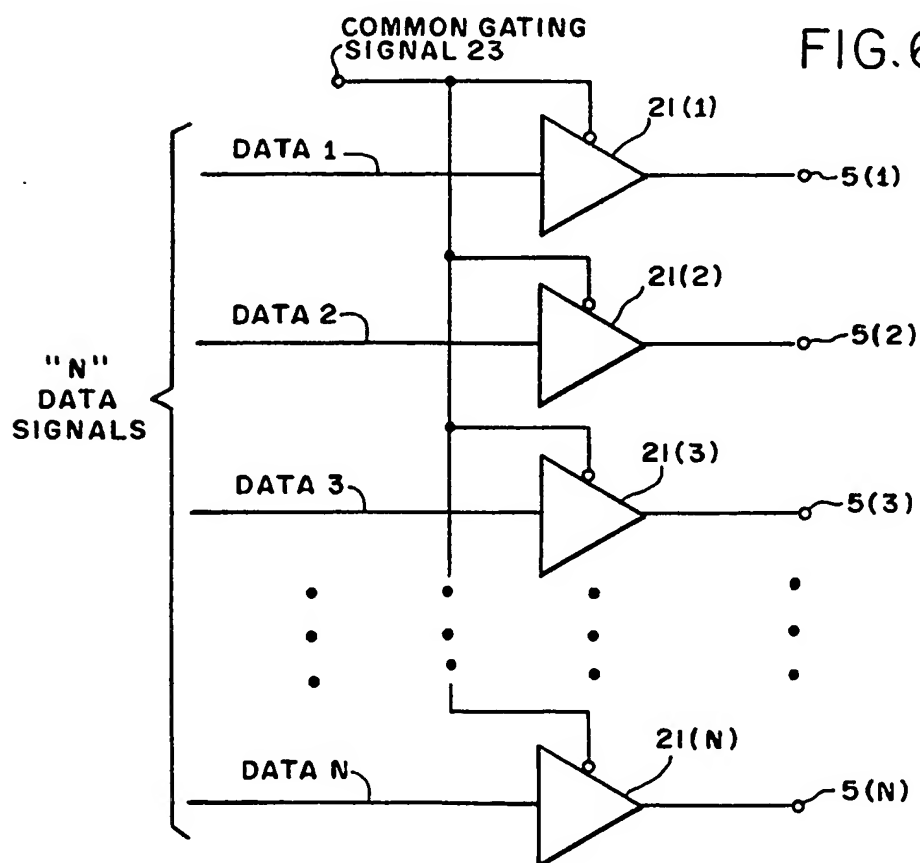 COMMON GATING
SIGNAL 23
FIG.6
21(1)
DATA 1
5(1)
21(2)
DATA 2
5(2)
"N"
DATA
SIGNALS
21(3)
DATA 3
5(3)
21(N)
DATA N
5(N)